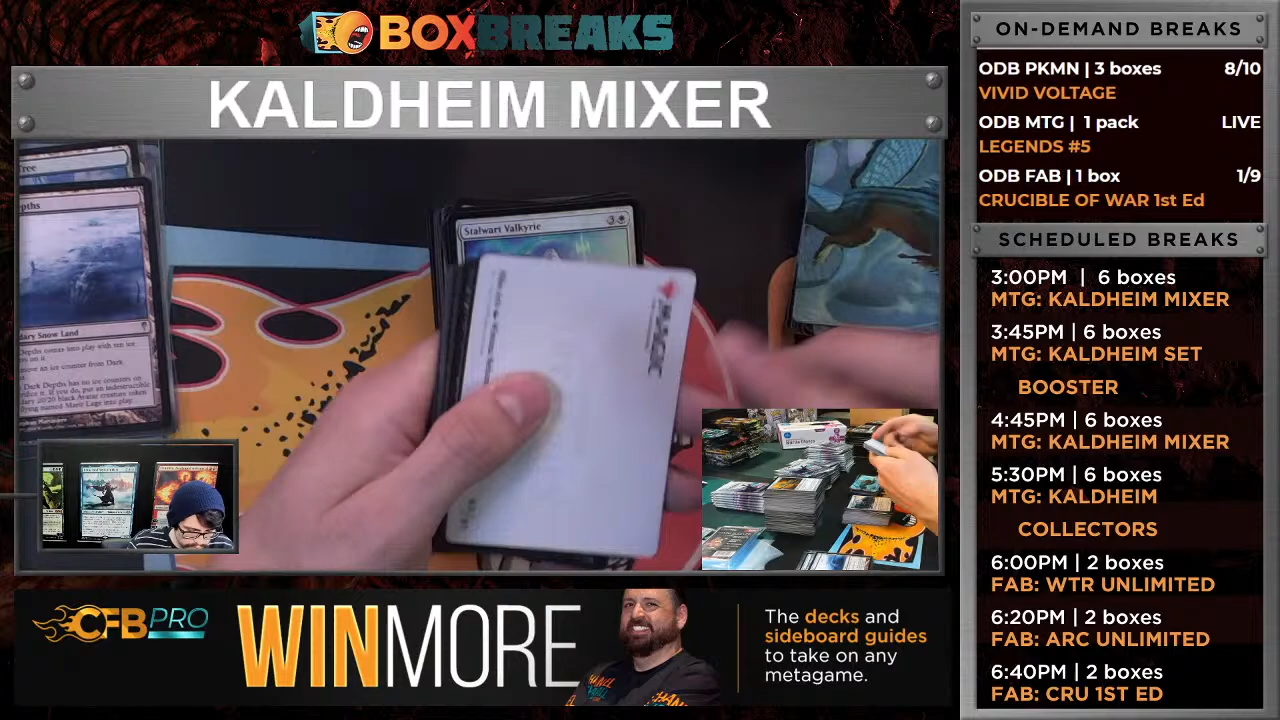 BOXBREAKS
KALDHEIM MIXER
Stalwart Valkyrie
3
ON-DEMAND BREAKS
ODB PKMN | 3 boxes 8/10
VIVID VOLTAGE
ODB MTG | 1 pack LIVE
LEGENDS #5
ODB FAB | 1 box 1/9
CRUCIBLE OF WAR 1st Ed
SCHEDULED BREAKS
3:00PM | 6 boxes
MTG: KALDHEIM MIXER
3:45PM | 6 boxes
MTG: KALDHEIM SET
BOOSTER
4:45PM | 6 boxes
MTG: KALDHEIM MIXER
5:30PM | 6 boxes
MTG: KALDHEIM
COLLECTORS
6:00PM | 2 boxes
FAB: WTR UNLIMITED
6:20PM | 2 boxes
FAB: ARC UNLIMITED
6:40PM | 2 boxes
FAB: CRU 1ST ED
CFBPRO
WINMORE
The decks and
sideboard guides
to take on any
metagame.